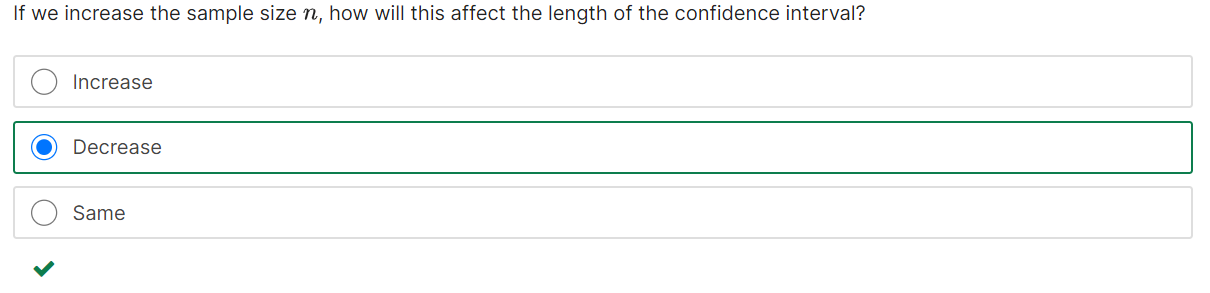 If we increase the sample size n, how will this affect the length of the confidence interval?
Increase
Decrease
Same